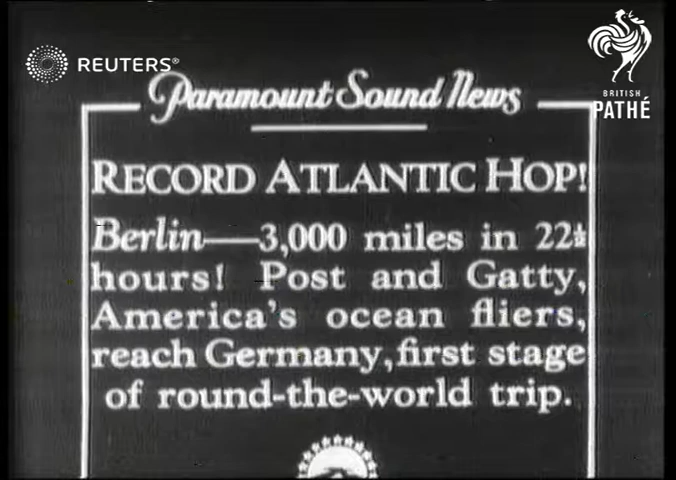 REUTERS®
BRITISH
PATHÉ
Paramount Sound News
RECORD ATLANTIC HOP!
Berlin—3,000 miles in 22½
hours! Post and Gatty,
America's ocean fliers,
reach Germany, first stage
of round-the-world trip.